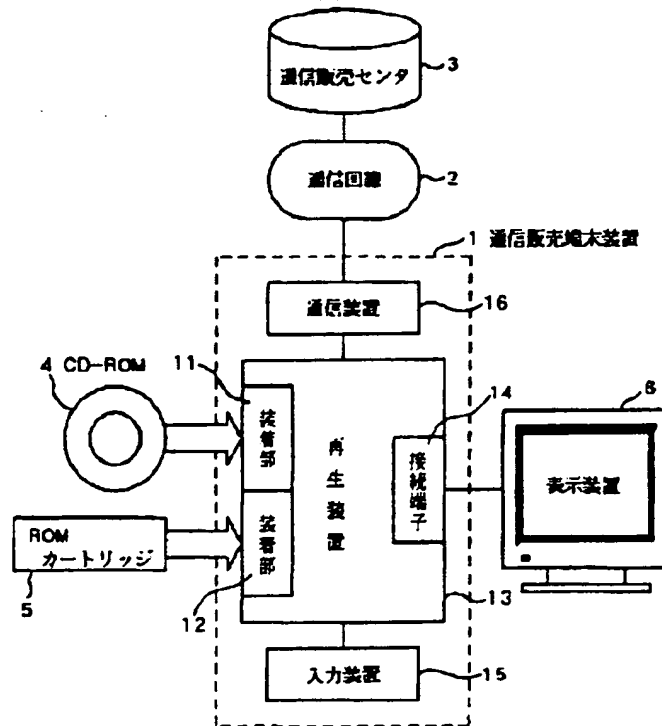 通信販売センタ
3
通信回線
2
1 通信販売端末装置
通信装置
16
4 CD-ROM
11
装着部
再生装置
14
接続端子
6
表示装置
ROM
カートリッジ
5
装着部
12
13
入力装置
15